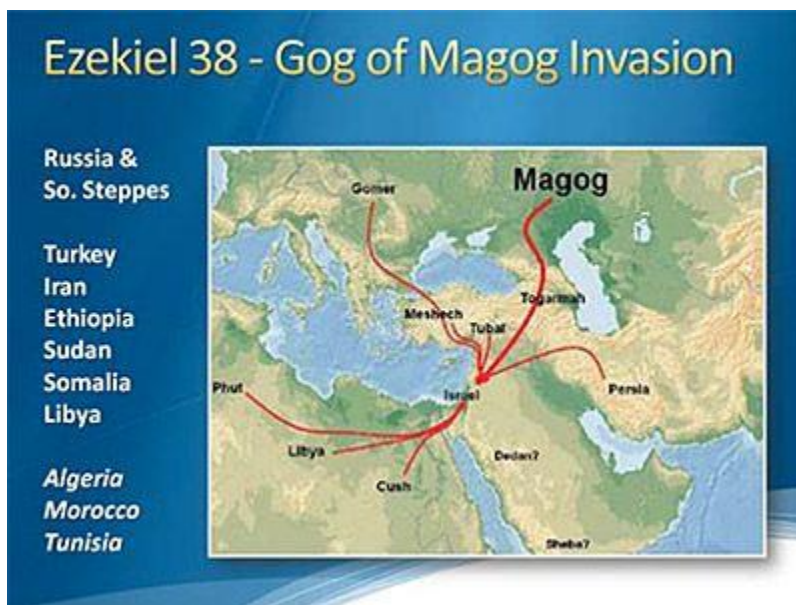 Ezekiel 38 - Gog of Magog Invasion
Russia &
So. Steppes
Turkey
Iran
Ethiopia
Sudan
Somalia
Libya
Algeria
Morocco
Tunisia
Gomer
Magog
Togarmah
Meshech
Tubal
Phut
Israel
Persia
Libya
Dedan?
Cush
Sheba?